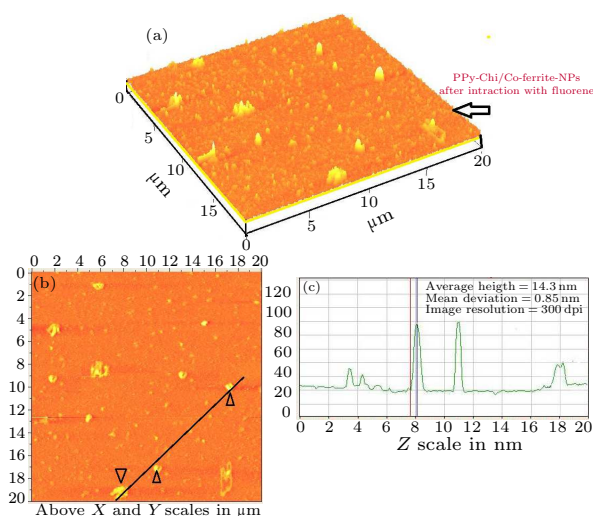 (a)
PPy-Chi/Co-ferrite-NPs
after intraction with fluorene
0
5
10
15
μm
0
5
10
15
20
μm
0 2 4 6 8 10 12 14 16 18 20
(b)
0
2
4
6
8
10
12
14
16
18
20
Above X and Y scales in μm
(c)
Average heigth = 14.3 nm
Mean deviation = 0.85 nm
Image resolution = 300 dpi
120
100
80
60
80
40
20
0
0 2 4 6 8 10 12 14 16 18 20
Z scale in nm